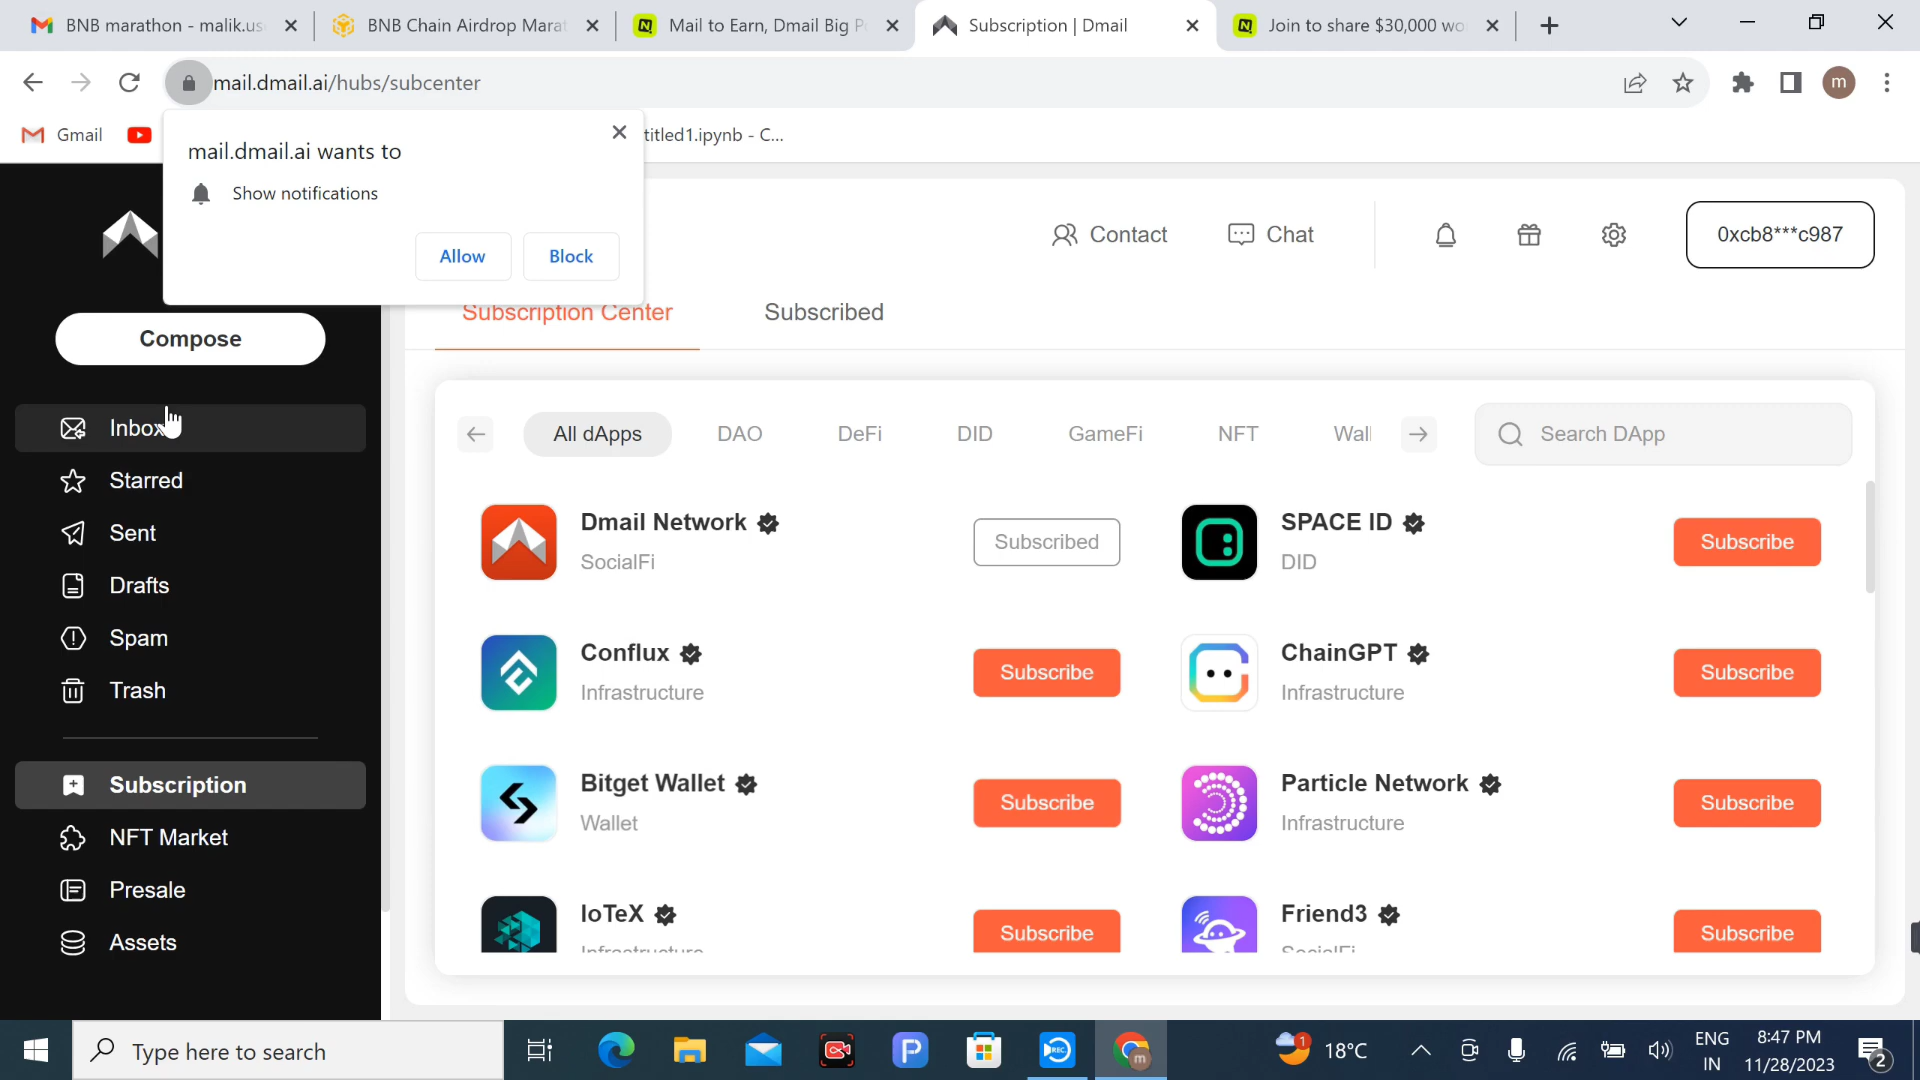 BNB marathon - malik.us
BNB Chain Airdrop Marat
Mail to Earn, Dmail Big P
Subscription | Dmail
Join to share $30,000 wo
mail.dmail.ai/hubs/subcenter
m
Gmail
titled1.ipynb - C...
mail.dmail.ai wants to
Show notifications
Allow
Block
Contact
Chat
0xcb8***c987
Compose
Subscription Center
Subscribed
Inbox
Starred
Sent
Drafts
Spam
Trash
Subscription
NFT Market
Presale
Assets
All dApps
DAO
DeFi
DID
GameFi
NFT
Wal
Search DApp
Dmail Network
SocialFi
Subscribed
SPACE ID
DID
Subscribe
Conflux
Infrastructure
Subscribe
ChainGPT
Infrastructure
Subscribe
Bitget Wallet
Wallet
Subscribe
Particle Network
Infrastructure
Subscribe
IoTeX
Infrastructure
Subscribe
Friend3
SocialFi
Subscribe
Type here to search
REC
m
1
18°C
ENG
IN
8:47 PM
11/28/2023
2